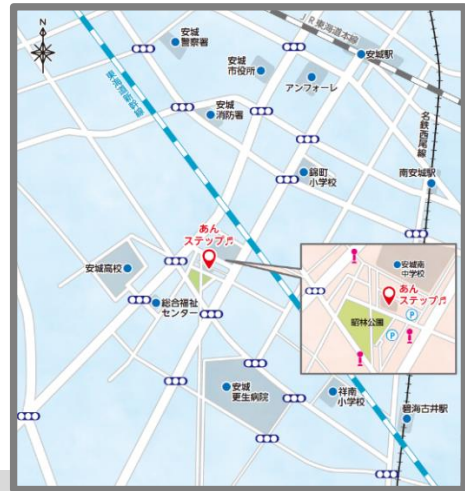 N
JR東海道本線
安城
警察署
安城
市役所
安城駅
アンフォーレ
東海道新幹線
安城
消防署
名鉄西尾線
錦町
小学校
南安城駅
あん
ステップ♬
安城高校
総合福祉
センター
安城南
中学校
あん
ステップ♬
P
昭林公園
P
安城
更生病院
祥南
小学校
碧海古井駅